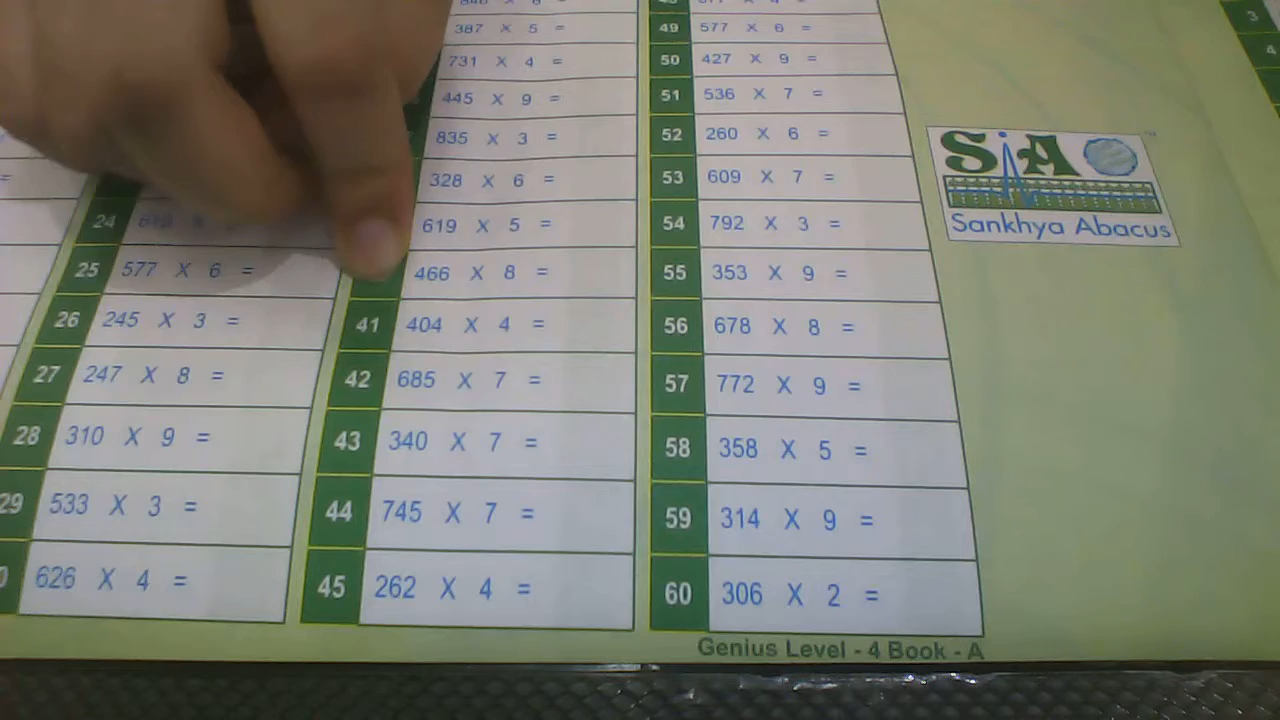 =
24
25 577 X 6 =
26 245 X 3 =
27 247 X 8 =
28 310 X 9 =
29 533 X 3 =
626 X 4 =
387 X 5 =
731 X 4 =
445 X 9 =
835 X 3 =
328 X 6 =
619 X 5 =
466 X 8 =
41 404 X 4 =
42 685 X 7 =
43 340 X 7 =
44 745 X 7 =
45 262 X 4 =
49 577 X 6 =
50 427 X 9 =
51 536 X 7 =
52 260 X 6 =
53 609 X 7 =
54 792 X 3 =
55 353 X 9 =
56 678 X 8 =
57 772 X 9 =
58 358 X 5 =
59 314 X 9 =
60 306 X 2 =
Genius Level - 4 Book - A
SiA
Sankhya Abacus
3
4